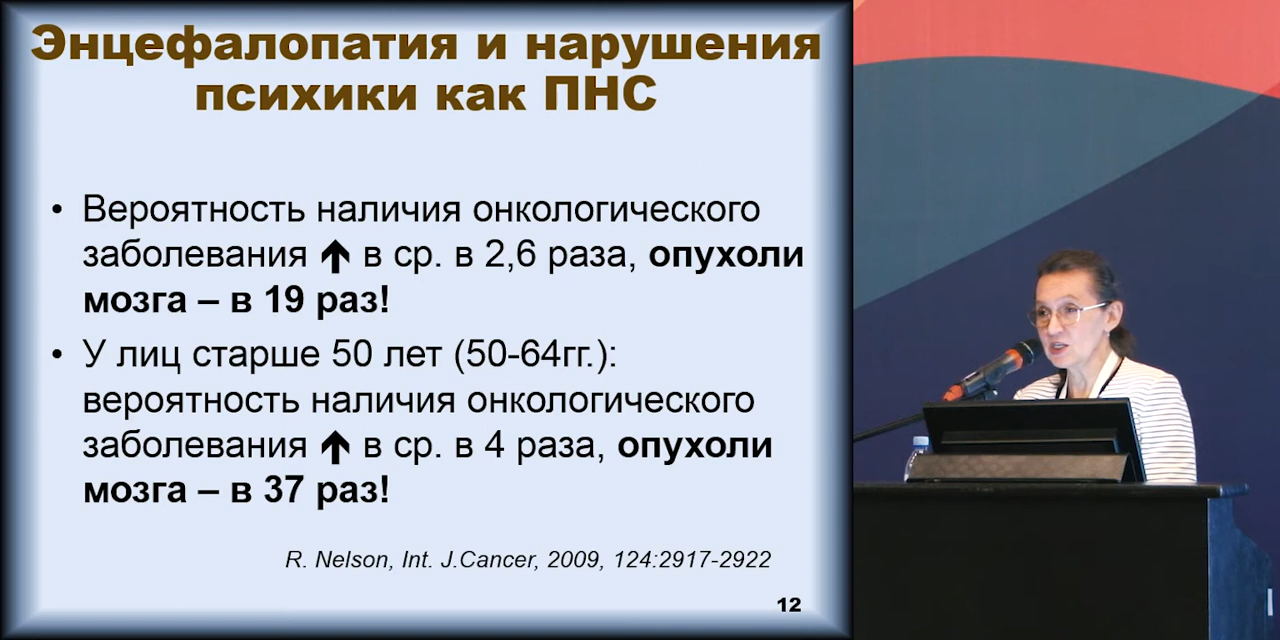 Энцефалопатия и нарушения
психики как ПНС
• Вероятность наличия онкологического
заболевания 🡹 в ср. в 2,6 раза, опухоли
мозга – в 19 раз!
• У лиц старше 50 лет (50-64гг.):
вероятность наличия онкологического
заболевания 🡹 в ср. в 4 раза, опухоли
мозга – в 37 раз!
R. Nelson, Int. J.Cancer, 2009, 124:2917-2922
12